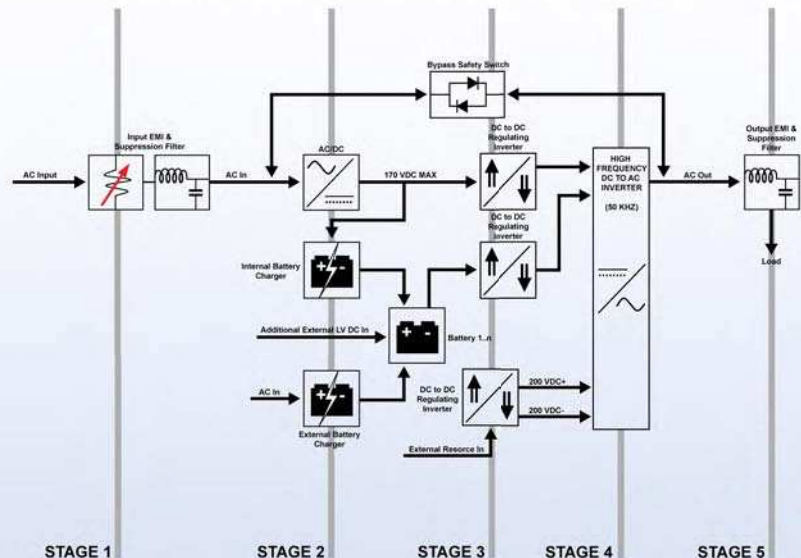 Bypass Safety Switch
Input EMI &
Suppression Filter
AC/DC
DC to DC
Regulating
Inverter
Output EMI &
Suppression
Filter
HIGH
FREQUENCY
DC TO AC
INVERTER
(50 KHZ)
AC Input
AC In
170 VDC MAX
AC Out
DC to DC
Regulating
Inverter
Internal Battery
Charger
Load
Additional External LV DC In
Battery 1..n
AC In
DC to DC
Regulating
Inverter
200 VDC+
200 VDC-
External Battery
Charger
External Resorce In
STAGE 1
STAGE 2
STAGE 3
STAGE 4
STAGE 5